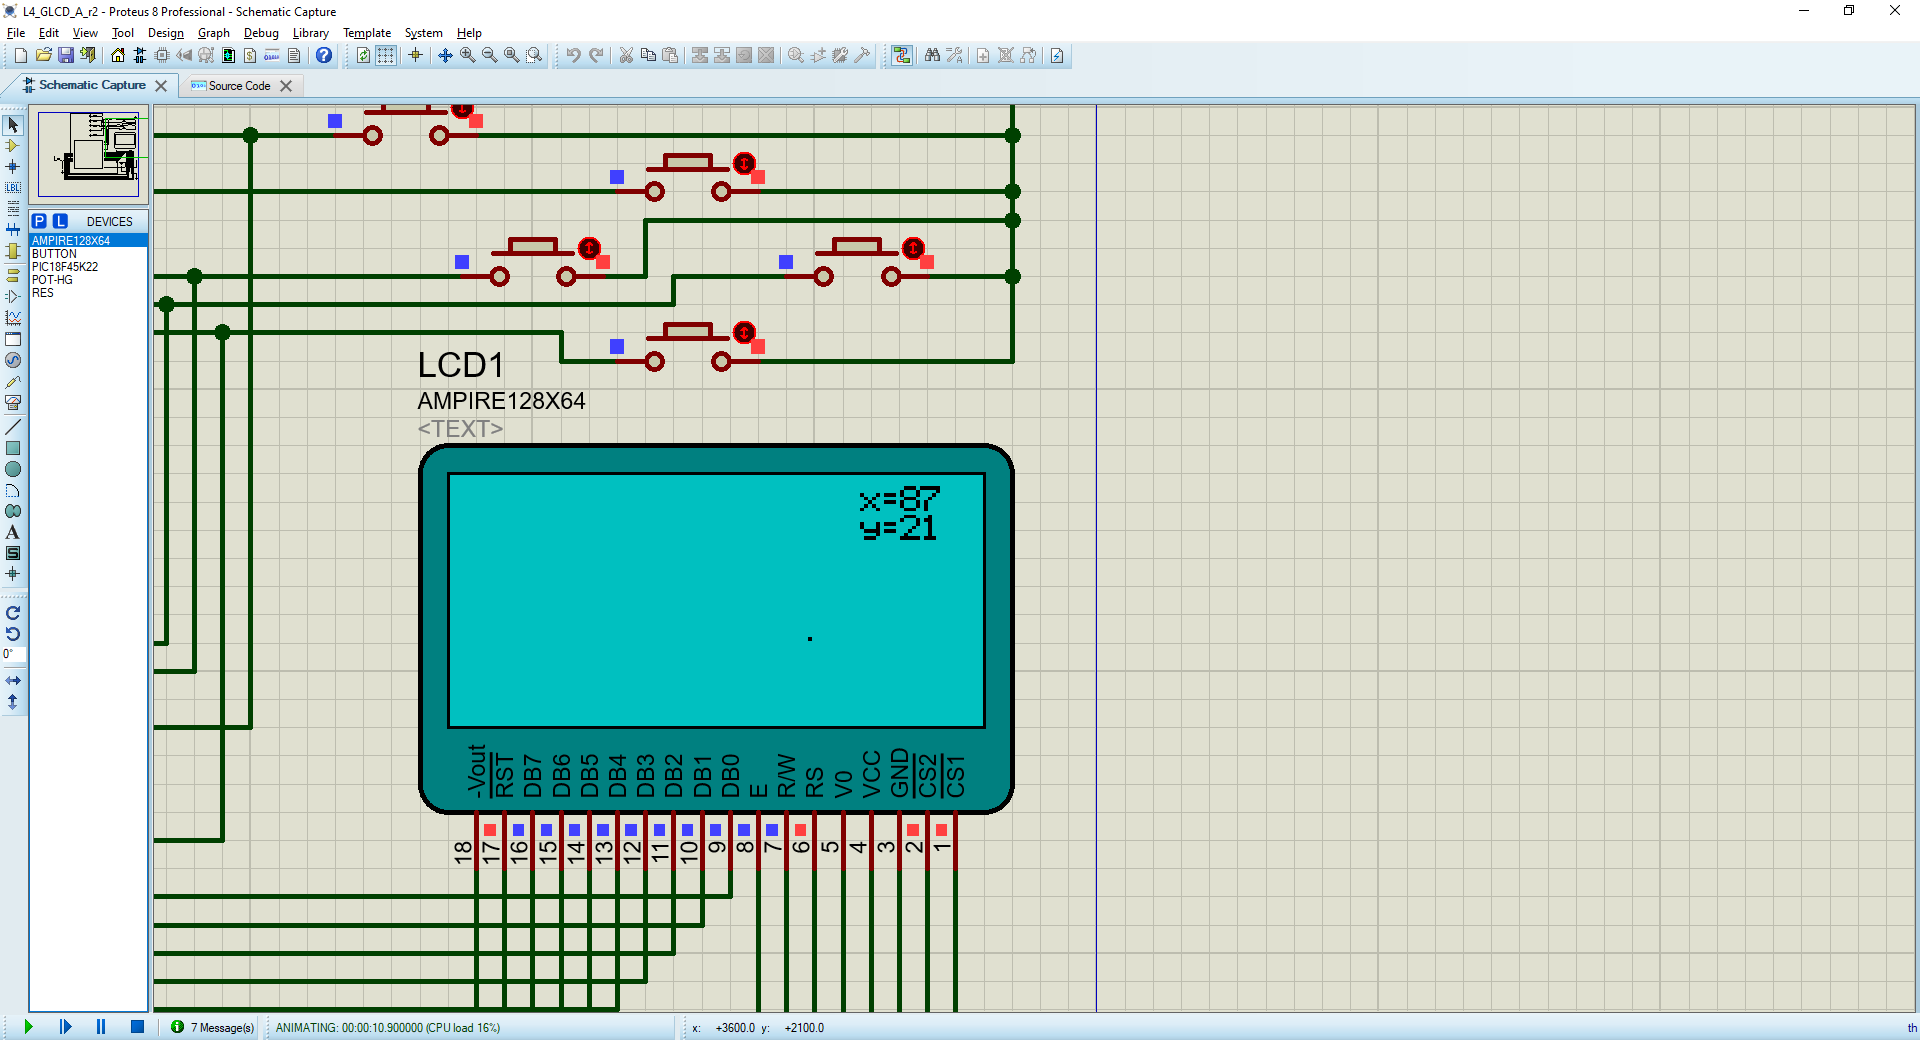 L4_GLCD_A_r2 - Proteus 8 Professional - Schematic Capture
File Edit View Tool Design Graph Debug Library Template System Help
Schematic Capture Source Code
P L DEVICES
AMPIRE128X64
BUTTON
PIC18F45K22
POT-HG
RES
LBL
A
S
0°
LCD1
AMPIRE128X64
<TEXT>
x=87
y=21
-Vout RST DB7 DB6 DB5 DB4 DB3 DB2 DB1 DB0 E R/W RS V0 VCC GND CS2 CS1
18 17 16 15 14 13 12 11 10 9 8 7 6 5 4 3 2 1
7 Message(s) ANIMATING: 00:00:10.900000 (CPU load 16%) x: +3600.0 y: +2100.0 th